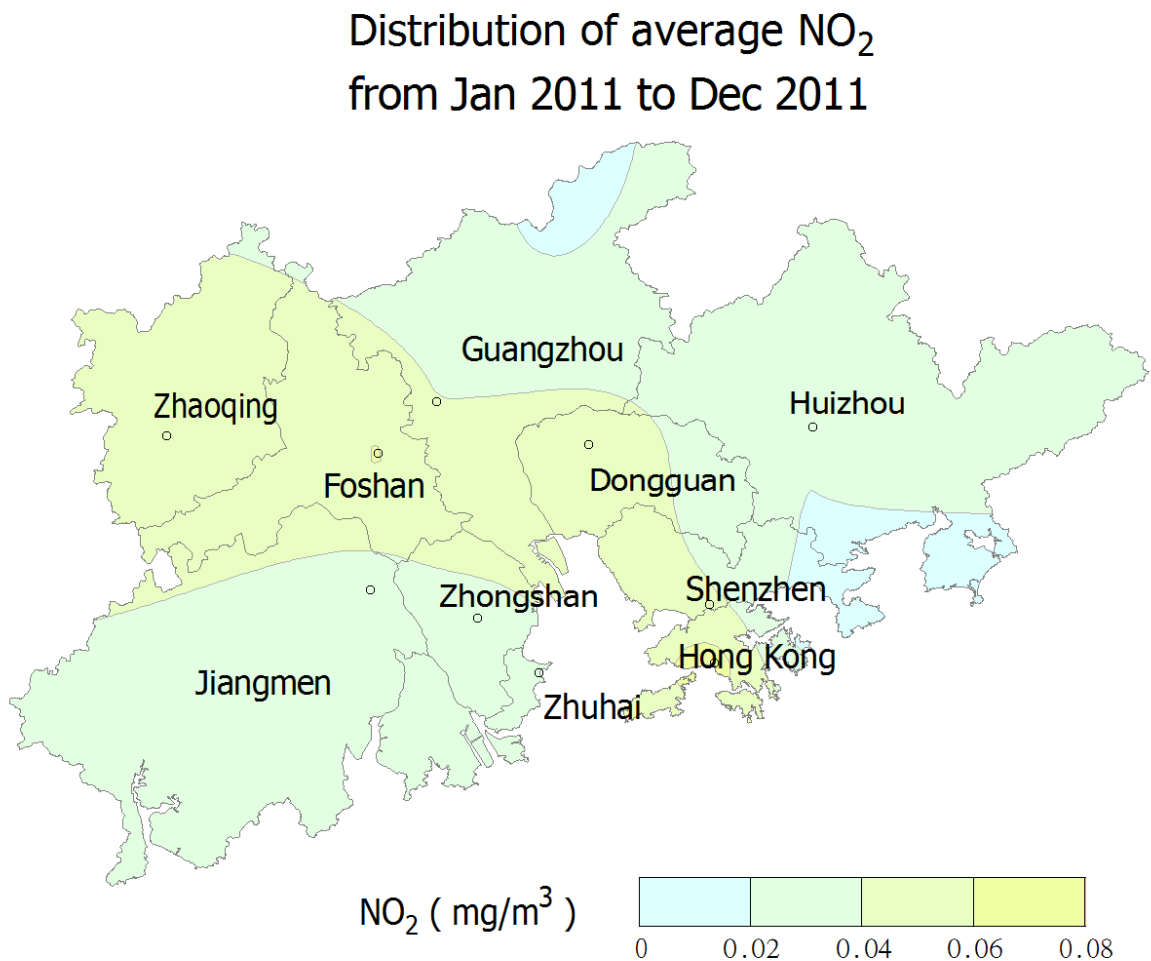 Distribution of average NO₂
from Jan 2011 to Dec 2011
Guangzhou
Zhaoqing
Huizhou
Foshan
Dongguan
Zhongshan
Shenzhen
Hong Kong
Jiangmen
Zhuhai
NO₂ ( mg/m³ )
0 0.02 0.04 0.06 0.08